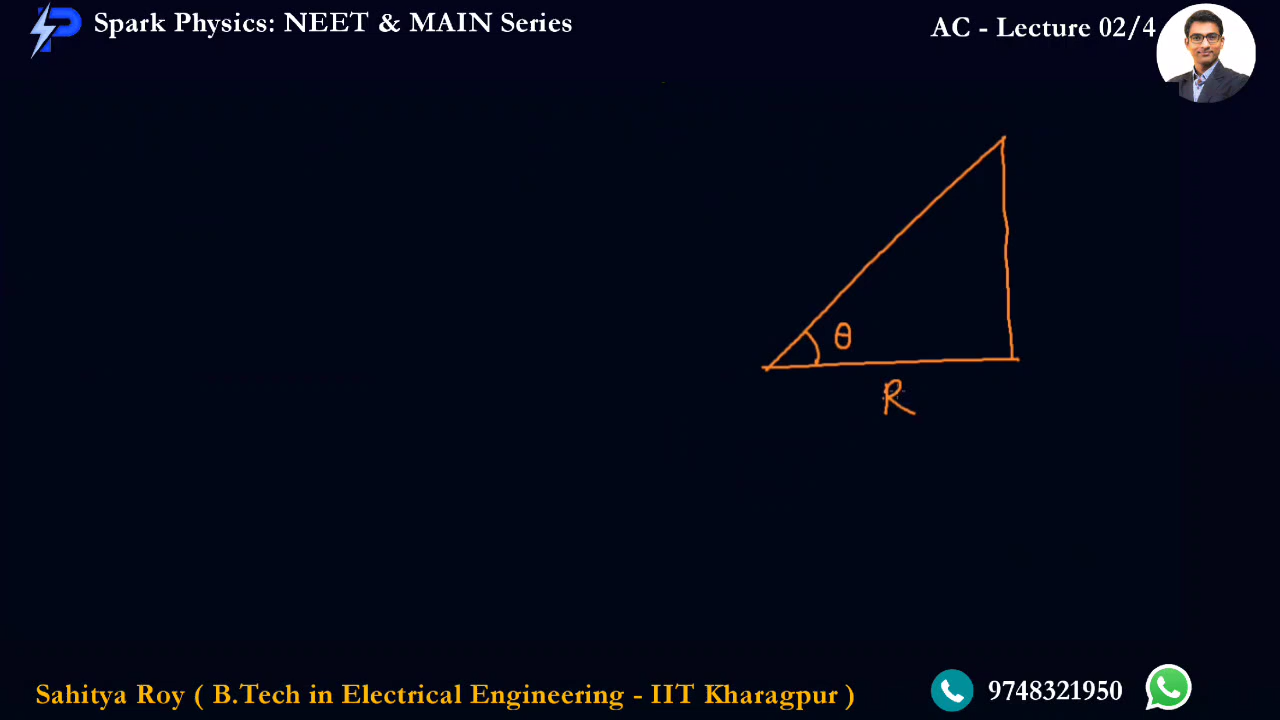 Spark Physics: NEET & MAIN Series
AC - Lecture 02/4
θ
R
Sahitya Roy ( B.Tech in Electrical Engineering - IIT Kharagpur )
9748321950